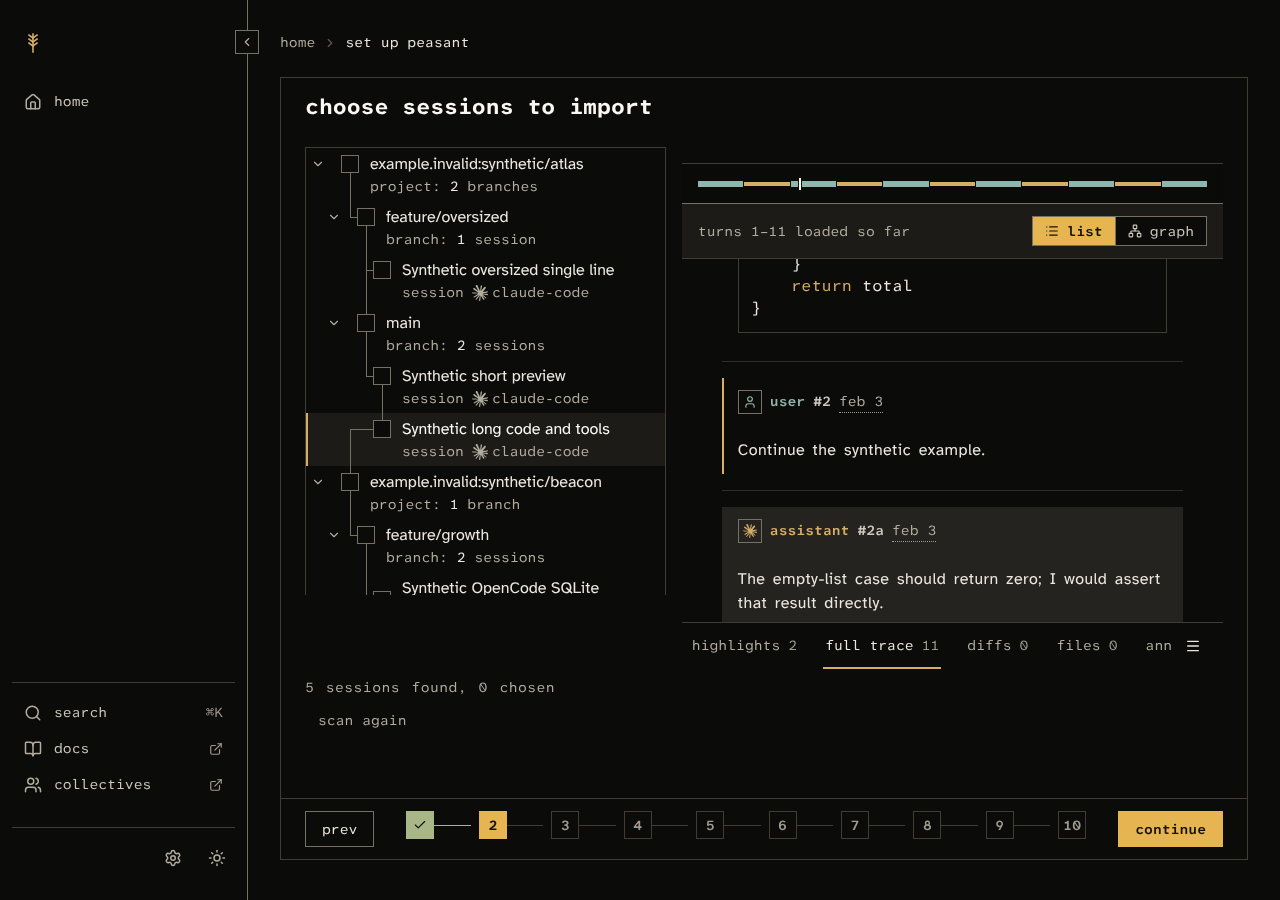 home > set up peasant
home
choose sessions to import
example.invalid:synthetic/atlas
project: 2 branches
feature/oversized
branch: 1 session
Synthetic oversized single line
session claude-code
main
branch: 2 sessions
Synthetic short preview
session claude-code
Synthetic long code and tools
session claude-code
example.invalid:synthetic/beacon
project: 1 branch
feature/growth
branch: 2 sessions
Synthetic OpenCode SQLite
turns 1–11 loaded so far
list
graph
}
return total
}
user #2 feb 3
Continue the synthetic example.
assistant #2a feb 3
The empty-list case should return zero; I would assert
that result directly.
highlights 2
full trace 11
diffs 0
files 0
ann
5 sessions found, 0 chosen
scan again
search ⌘K
docs
collectives
prev
2
3
4
5
6
7
8
9
10
continue